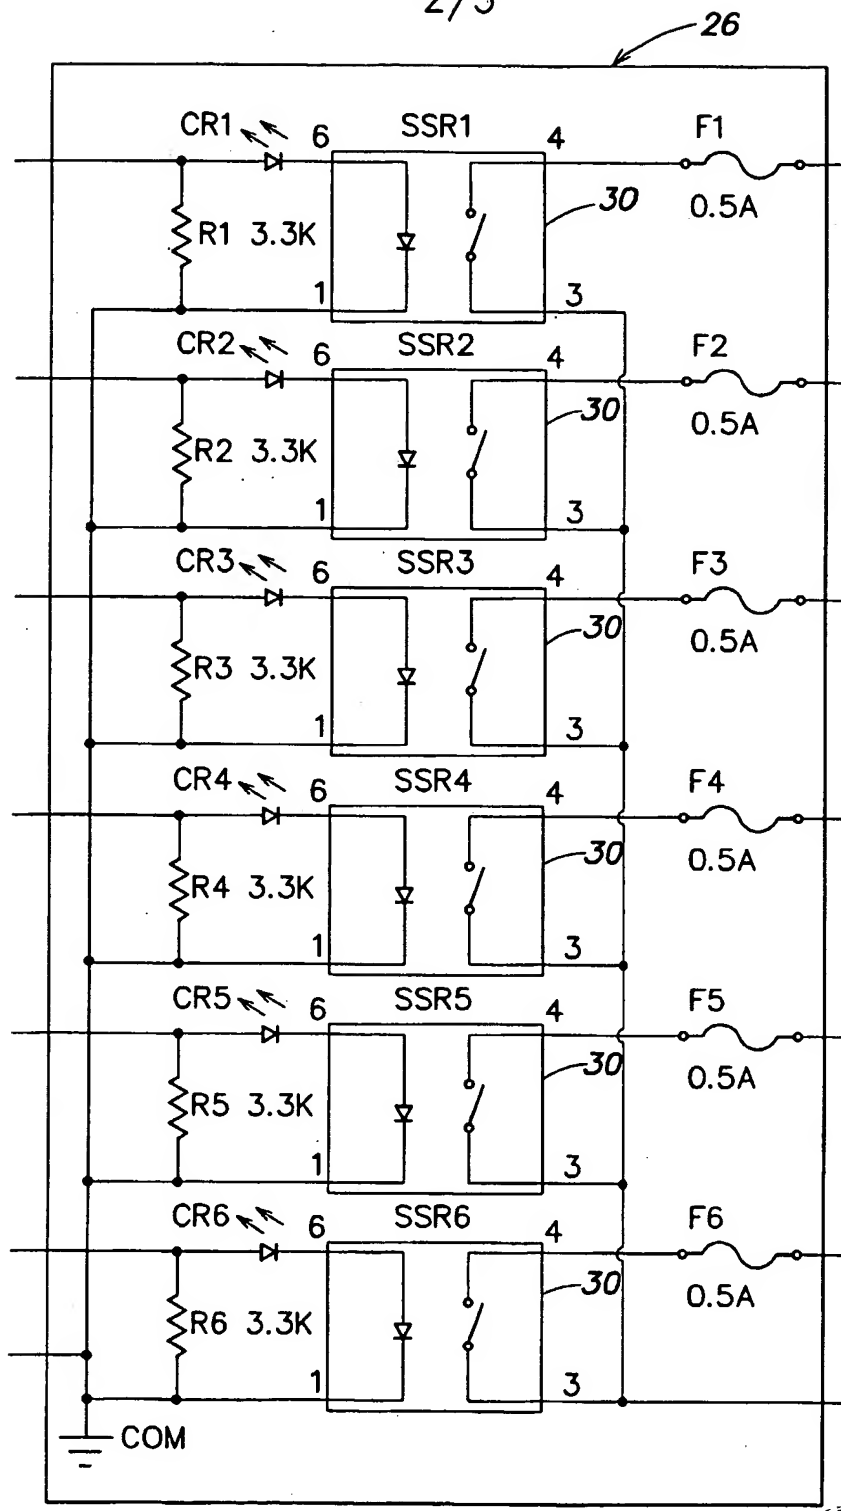 2/3
26
CR1 6 SSR1 4 F1
30
R1 3.3K 0.5A
1 3
CR2 6 SSR2 4 F2
30
R2 3.3K 0.5A
1 3
CR3 6 SSR3 4 F3
30
R3 3.3K 0.5A
1 3
CR4 6 SSR4 4 F4
30
R4 3.3K 0.5A
1 3
CR5 6 SSR5 4 F5
30
R5 3.3K 0.5A
1 3
CR6 6 SSR6 4 F6
30
R6 3.3K 0.5A
1 3
COM